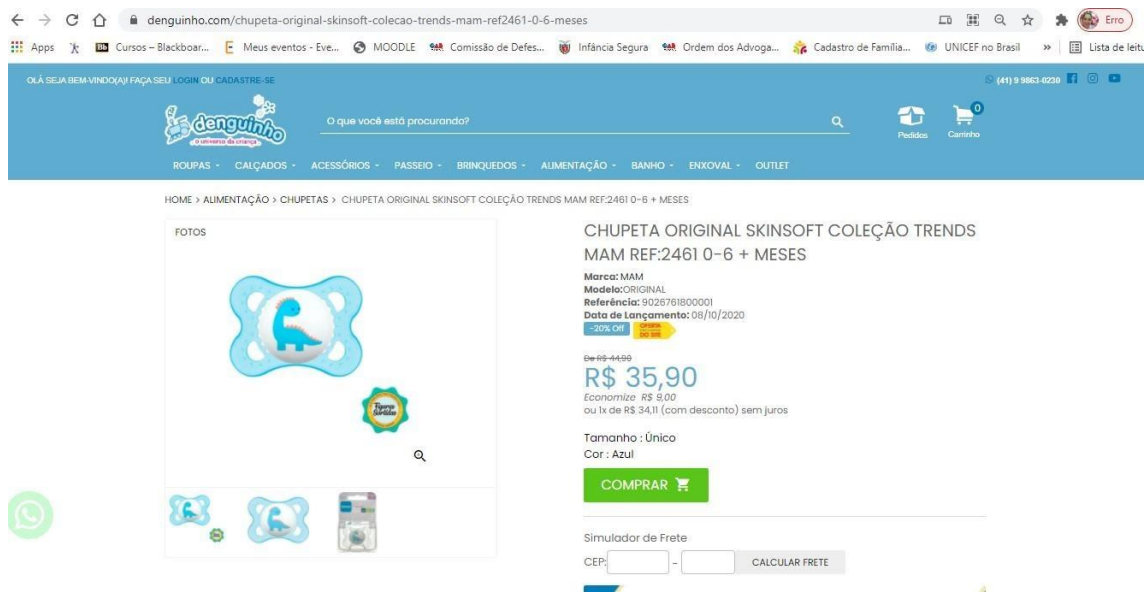 denguinho.com/chupeta-original-skinsoft-colecao-trends-mam-ref2461-0-6-meses
Erro
Apps
Cursos – Blackboar...
Meus eventos - Eve...
MOODLE
Comissão de Defes...
Infância Segura
Ordem dos Advoga...
Cadastro de Família...
UNICEF no Brasil
»
Lista de leitu
OLÁ SEJA BEM-VINDO(A)! FAÇA SEU LOGIN OU CADASTRE-SE
(41) 9 9863-0230
denguinho
o universo da criança
O que você está procurando?
Pedidos
0
Carrinho
ROUPAS CALÇADOS ACESSÓRIOS PASSEIO BRINQUEDOS ALIMENTAÇÃO BANHO ENXOVAL OUTLET
HOME > ALIMENTAÇÃO > CHUPETAS > CHUPETA ORIGINAL SKINSOFT COLEÇÃO TRENDS MAM REF:2461 0-6 + MESES
FOTOS
Figuras
Sortidas
CHUPETA ORIGINAL SKINSOFT COLEÇÃO TRENDS
MAM REF:2461 0-6 + MESES
Marca: MAM
Modelo:ORIGINAL
Referência: 9026761800001
Data de Lançamento: 08/10/2020
-20% Off
OFERTA
DO SITE
De R$ 44,90
R$ 35,90
Economize R$ 9,00
ou 1x de R$ 34,11 (com desconto) sem juros
Tamanho : Único
Cor : Azul
COMPRAR
Simulador de Frete
CEP: - CALCULAR FRETE